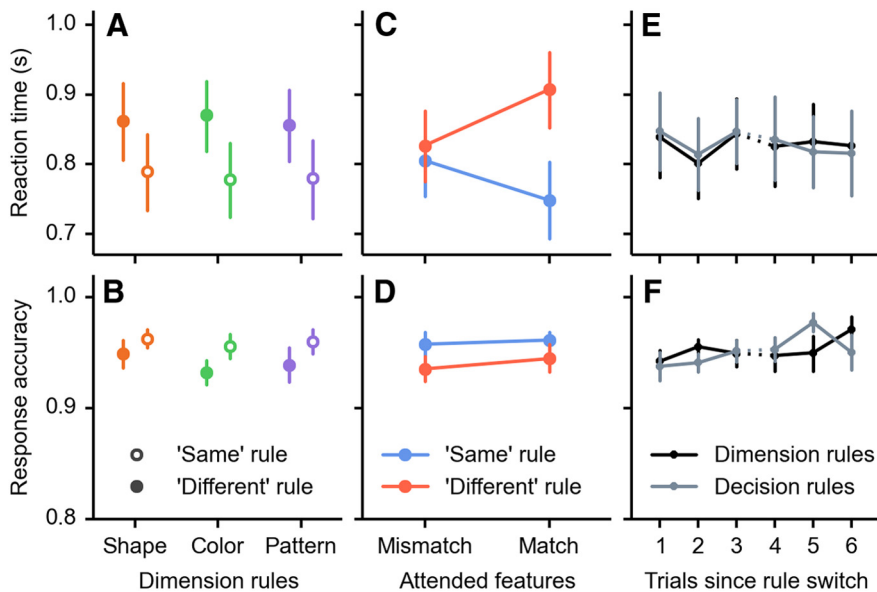 A
C
E
Reaction time (s)
1.0
0.9
0.8
0.7
B
D
F
Response accuracy
1.0
0.9
0.8
'Same' rule
'Different' rule
'Same' rule
'Different' rule
Dimension rules
Decision rules
Shape Color Pattern
Mismatch Match
1 2 3 4 5 6
Dimension rules
Attended features
Trials since rule switch